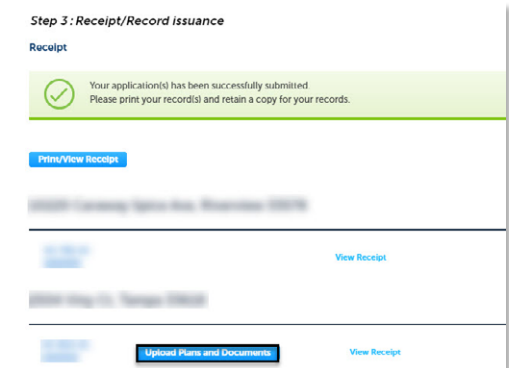 Step 3 : Receipt/Record issuance
Receipt
Your application(s) has been successfully submitted.
Please print your record(s) and retain a copy for your records.
Print/View Receipt
View Receipt
Upload Plans and Documents
View Receipt